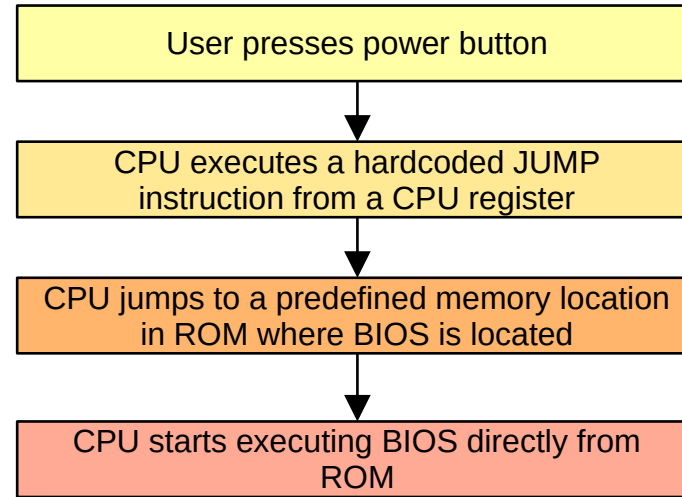 User presses power button
CPU executes a hardcoded JUMP
instruction from a CPU register
CPU jumps to a predefined memory location
in ROM where BIOS is located
CPU starts executing BIOS directly from
ROM